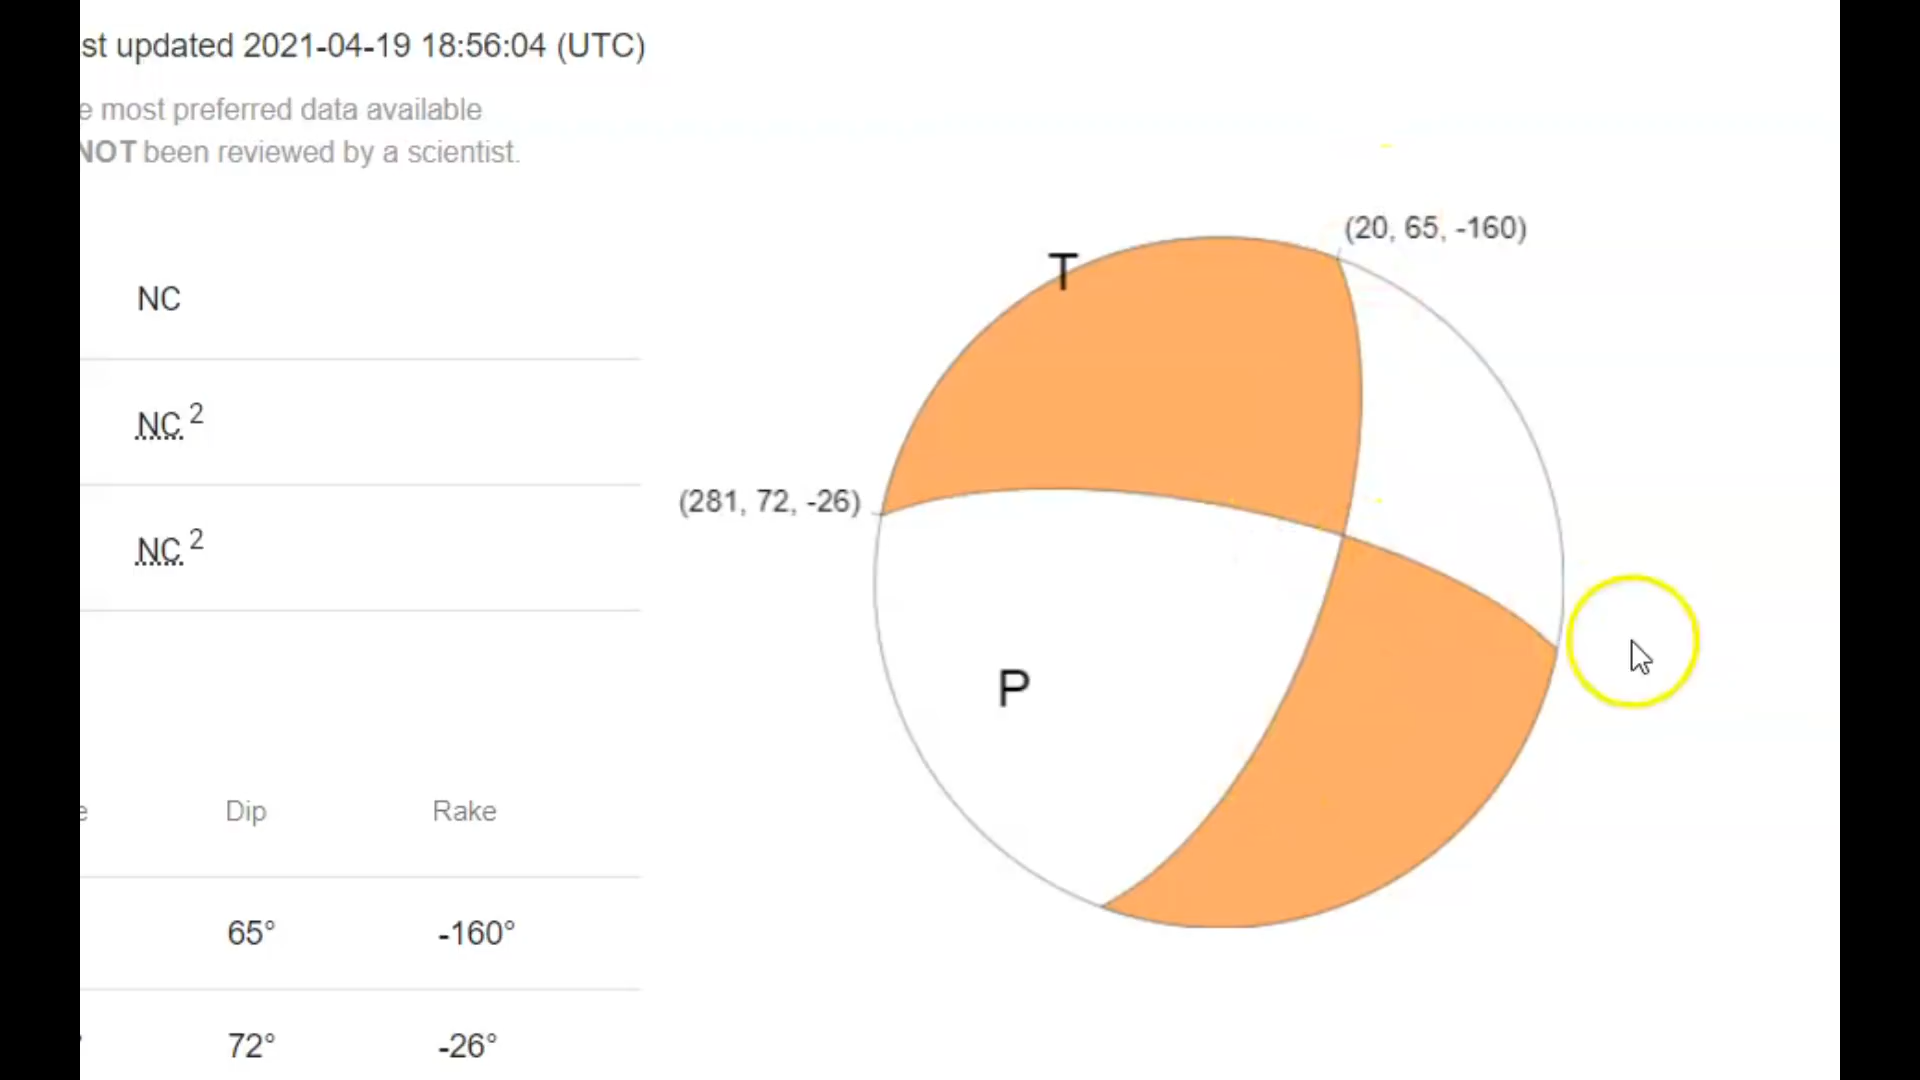 st updated 2021-04-19 18:56:04 (UTC)
e most preferred data available
NOT been reviewed by a scientist.
(20, 65, -160)
T
NC
NC 2
(281, 72, -26)
NC 2
P
e Dip Rake
65° -160°
° 72° -26°